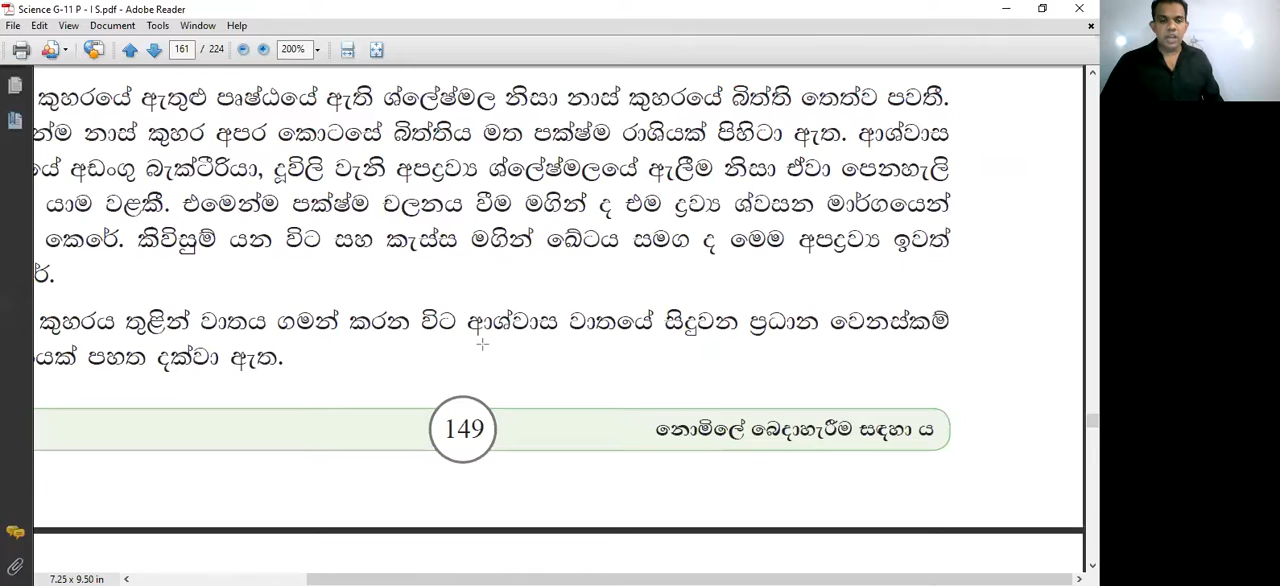 Science G-11 P - I S.pdf - Adobe Reader
File Edit View Document Tools Window Help
161 / 224 200%
කුහරයේ ඇතුළු පෘෂ්ඨයේ ඇති ශ්ලේෂ්මල නිසා නාස් කුහරයේ බිත්ති තෙත්ව පවතී.
නාස් කුහර අපර කොටසේ බිත්තිය මත පක්ෂ්ම රාශියක් පිහිටා ඇත. ආශ්වාස
අඩංගු බැක්ටීරියා, දූවිලි වැනි අපද්‍රව්‍ය ශ්ලේෂ්මලයේ ඇලීම නිසා ඒවා පෙනහැලි
යාම වළකී. එමෙන්ම පක්ෂ්ම චලනය වීම මගින් ද එම ද්‍රව්‍ය ශ්වසන මාර්ගයෙන්
කෙරේ. කිවිසුම් යන විට සහ කැස්ස මගින් ඛේටය සමග ද මෙම අපද්‍රව්‍ය ඉවත්
කුහරය තුළින් වාතය ගමන් කරන විට ආශ්වාස වාතයේ සිදුවන ප්‍රධාන වෙනස්කම්
පහත දක්වා ඇත.
149 නොමිලේ බෙදාහැරීම සඳහා ය
7.25 x 9.50 in